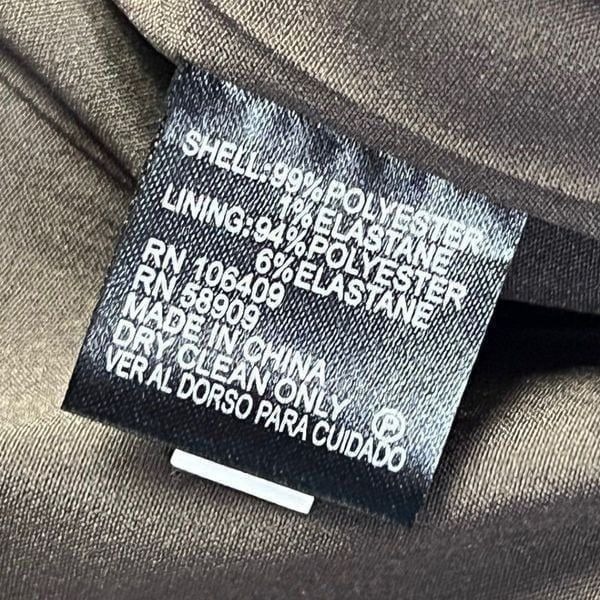 SHELL: 99% POLYESTER
1% ELASTANE
LINING: 94% POLYESTER
6% ELASTANE
RN 106409
RN 58909
MADE IN CHINA
DRY CLEAN ONLY
VER AL DORSO PARA CUIDADO
P